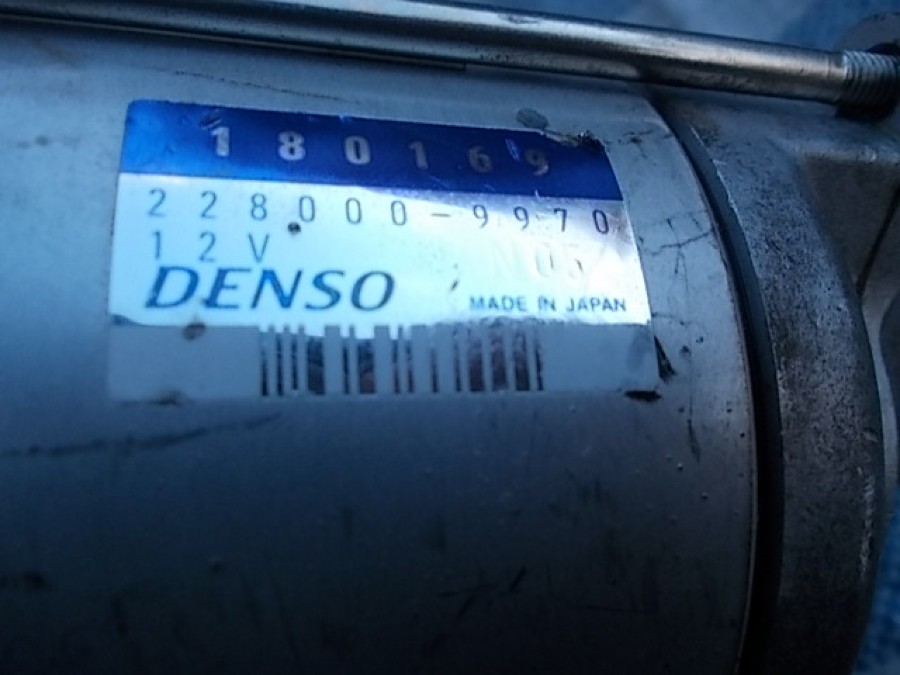 180169
228000-9970
12V
DENSO
MADE IN JAPAN